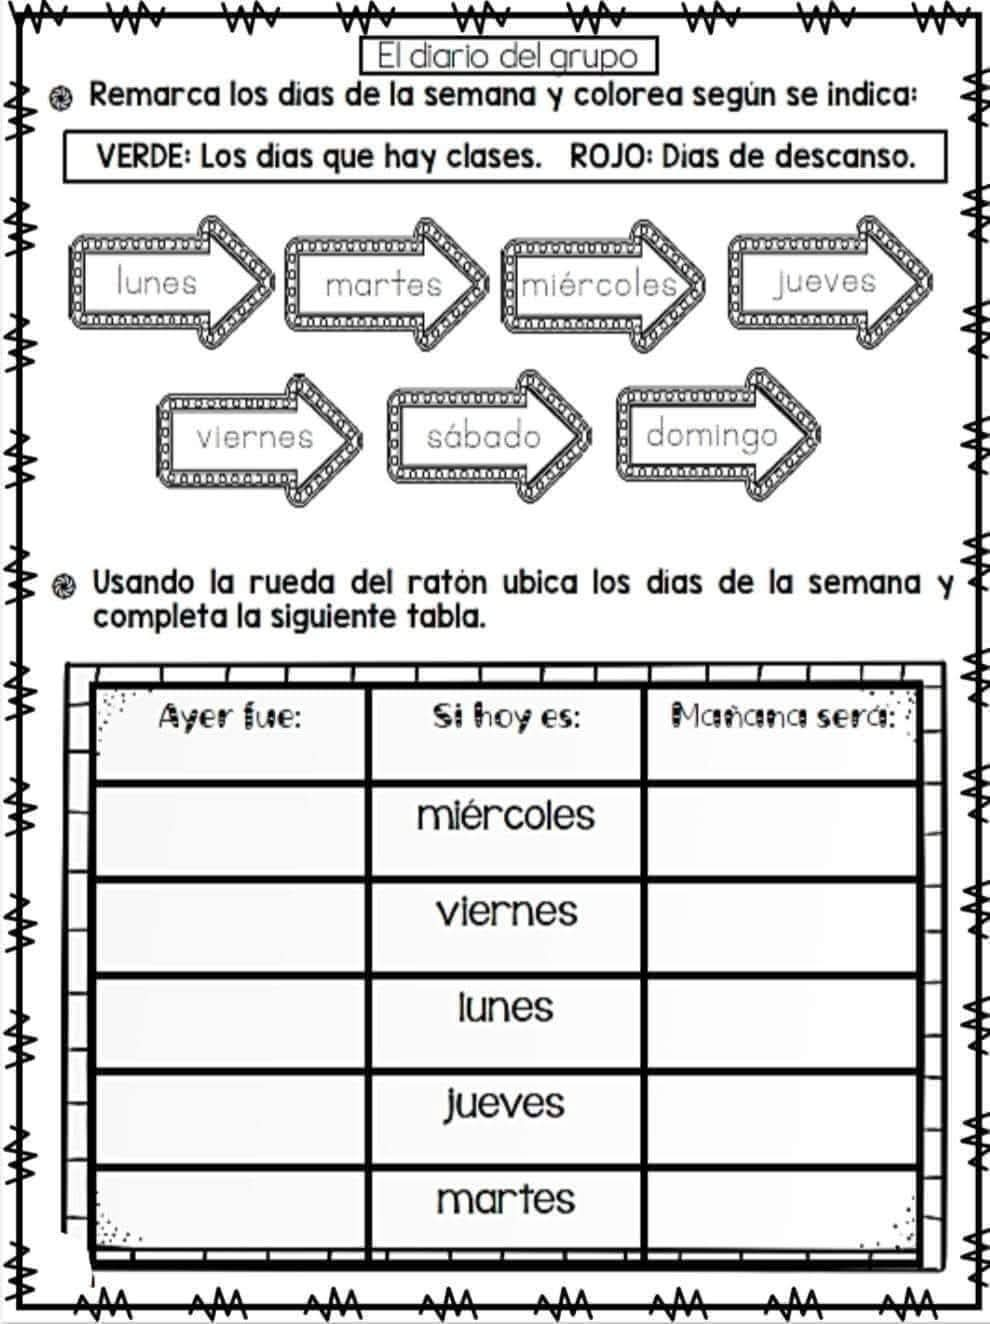 El diario del grupo
Remarca los días de la semana y colorea según se indica:
VERDE: Los días que hay clases. ROJO: Días de descanso.
lunes martes miércoles jueves
viernes sábado domingo
Usando la rueda del ratón ubica los días de la semana y
completa la siguiente tabla.
Ayer fue: Si hoy es: Mañana será:
miércoles
viernes
lunes
jueves
martes